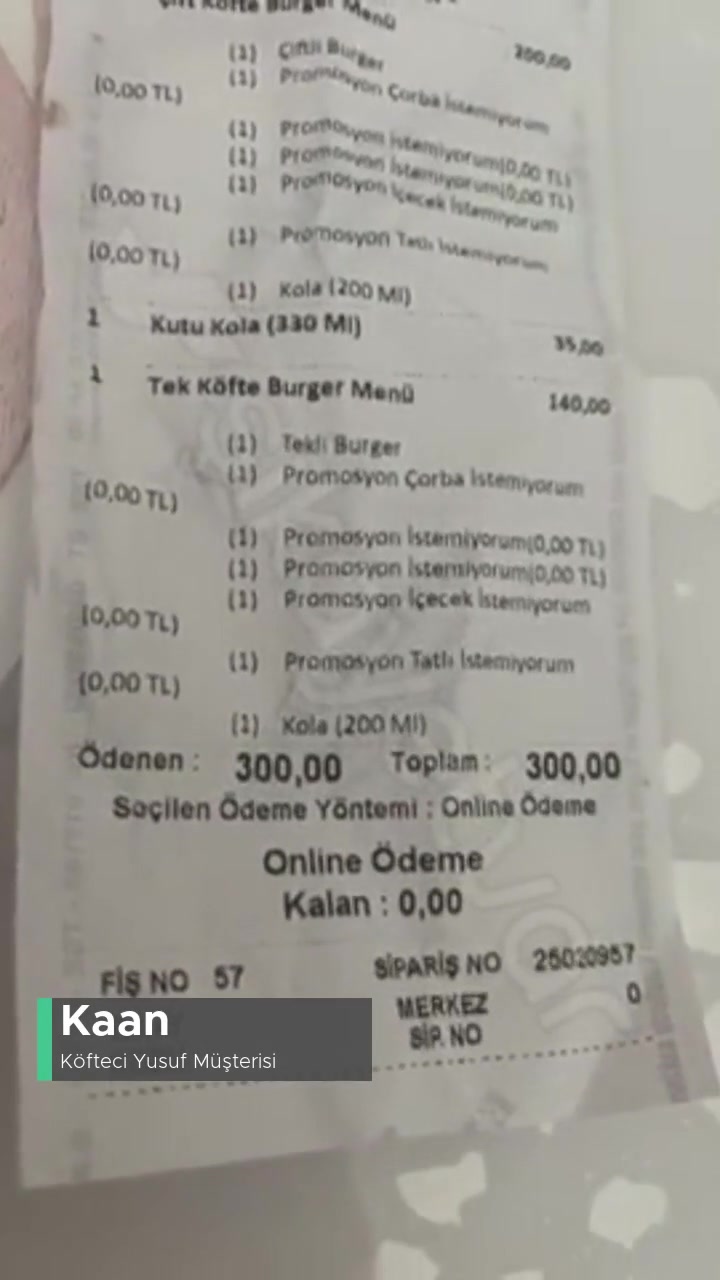 Çift Köfte Burger Menü
200,00
(1) Çiftli Burger
(1) Promosyon Çorba İstemiyorum
(0,00 TL)
(1) Promosyon İstemiyorum(0,00 TL)
(1) Promosyon İstemiyorum(0,00 TL)
(1) Promosyon İçecek İstemiyorum
(0,00 TL)
(1) Promosyon Tatlı İstemiyorum
(0,00 TL)
(1) Kola (200 Ml)
1 Kutu Kola (330 Ml) 35,00
1 Tek Köfte Burger Menü 140,00
(1) Tekli Burger
(1) Promosyon Çorba İstemiyorum
(0,00 TL)
(1) Promosyon İstemiyorum(0,00 TL)
(1) Promosyon İstemiyorum(0,00 TL)
(1) Promosyon İçecek İstemiyorum
(0,00 TL)
(1) Promosyon Tatlı İstemiyorum
(0,00 TL)
(1) Kola (200 Ml)
Ödenen : 300,00 Toplam : 300,00
Seçilen Ödeme Yöntemi : Online Ödeme
Online Ödeme
Kalan : 0,00
FİŞ NO 57 SİPARİŞ NO 25020957
MERKEZ 0
SİP. NO
Kaan
Köfteci Yusuf Müşterisi